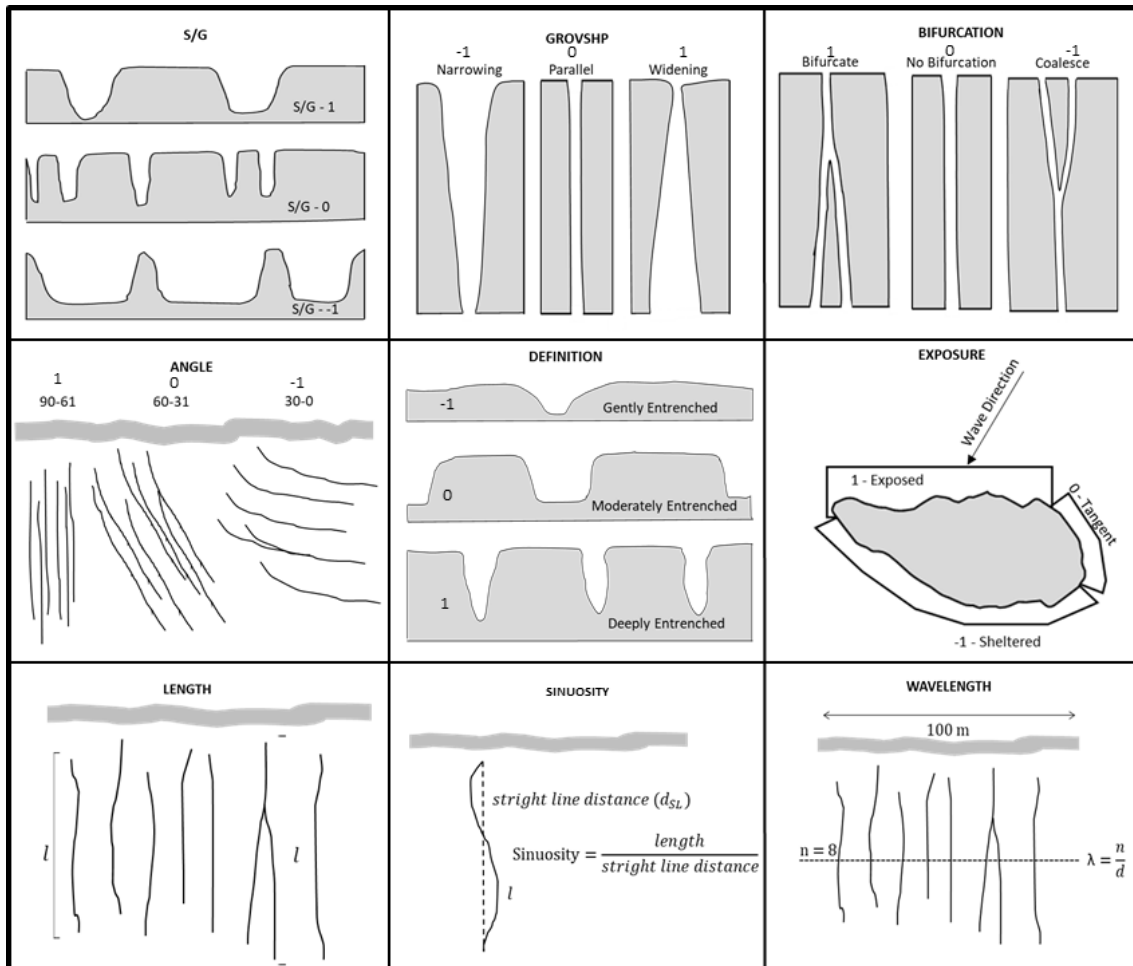 S/G
S/G - 1
S/G - 0
S/G - -1
GROVSHP
-1 0 1
Narrowing Parallel Widening
BIFURCATION
1 0 -1
Bifurcate No Bifurcation Coalesce
ANGLE
1 0 -1
90-61 60-31 30-0
DEFINITION
-1 Gently Entrenched
0
Moderately Entrenched
1
Deeply Entrenched
EXPOSURE
Wave Direction
1 - Exposed
0 - Tangent
-1 - Sheltered
LENGTH
l l
SINUOSITY
stright line distance (d_SL)
Sinuosity = length / stright line distance
l
WAVELENGTH
100 m
n = 8
λ = n / d